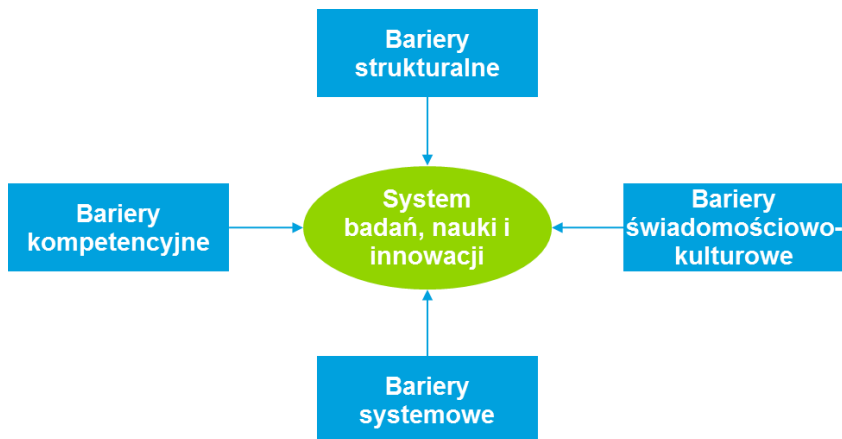 Bariery
strukturalne
Bariery
kompetencyjne
System
badań, nauki i
innowacji
Bariery
świadomościowo-
kulturowe
Bariery
systemowe